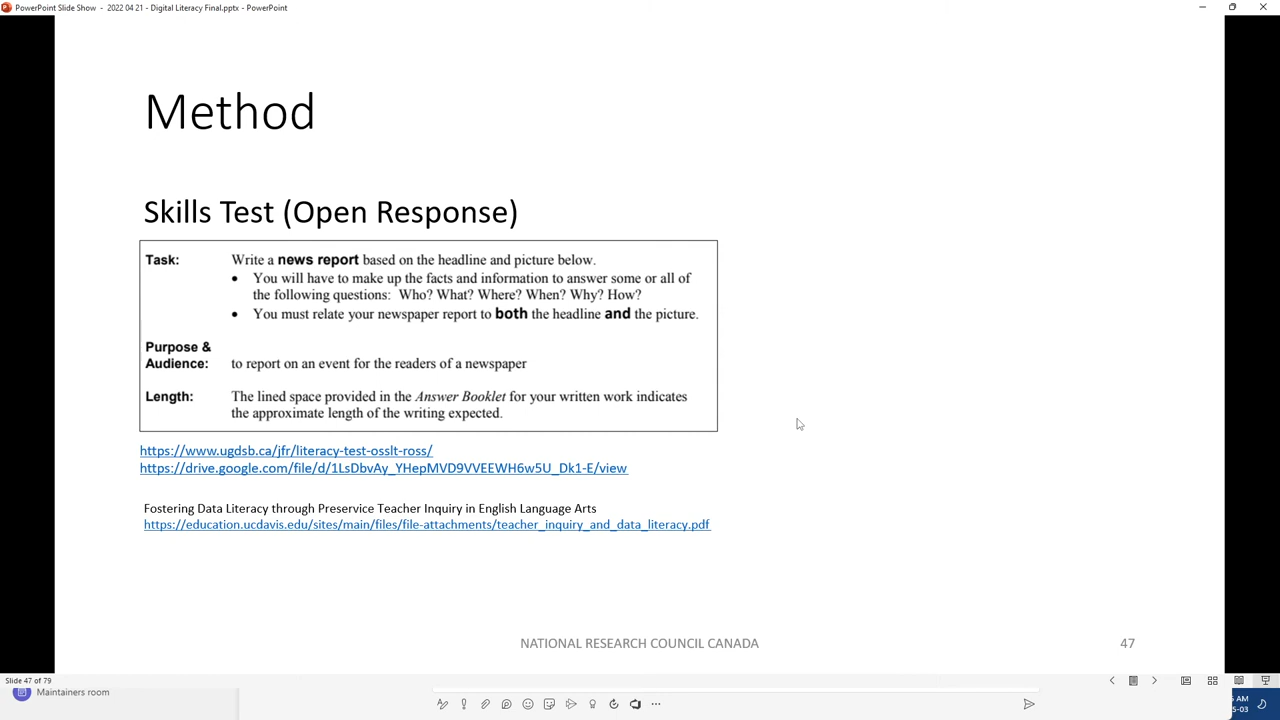 PowerPoint Slide Show - 2022 04 21 - Digital Literacy Final.pptx - PowerPoint
Method
Skills Test (Open Response)
Task: Write a news report based on the headline and picture below.
• You will have to make up the facts and information to answer some or all of
the following questions: Who? What? Where? When? Why? How?
• You must relate your newspaper report to both the headline and the picture.
Purpose &
Audience: to report on an event for the readers of a newspaper
Length: The lined space provided in the Answer Booklet for your written work indicates
the approximate length of the writing expected.
https://www.ugdsb.ca/jfr/literacy-test-osslt-ross/
https://drive.google.com/file/d/1LsDbvAy_YHepMVD9VVEEWH6w5U_Dk1-E/view
Fostering Data Literacy through Preservice Teacher Inquiry in English Language Arts
https://education.ucdavis.edu/sites/main/files/file-attachments/teacher_inquiry_and_data_literacy.pdf
NATIONAL RESEARCH COUNCIL CANADA 47
Slide 47 of 79
Maintainers room
AM
5-03